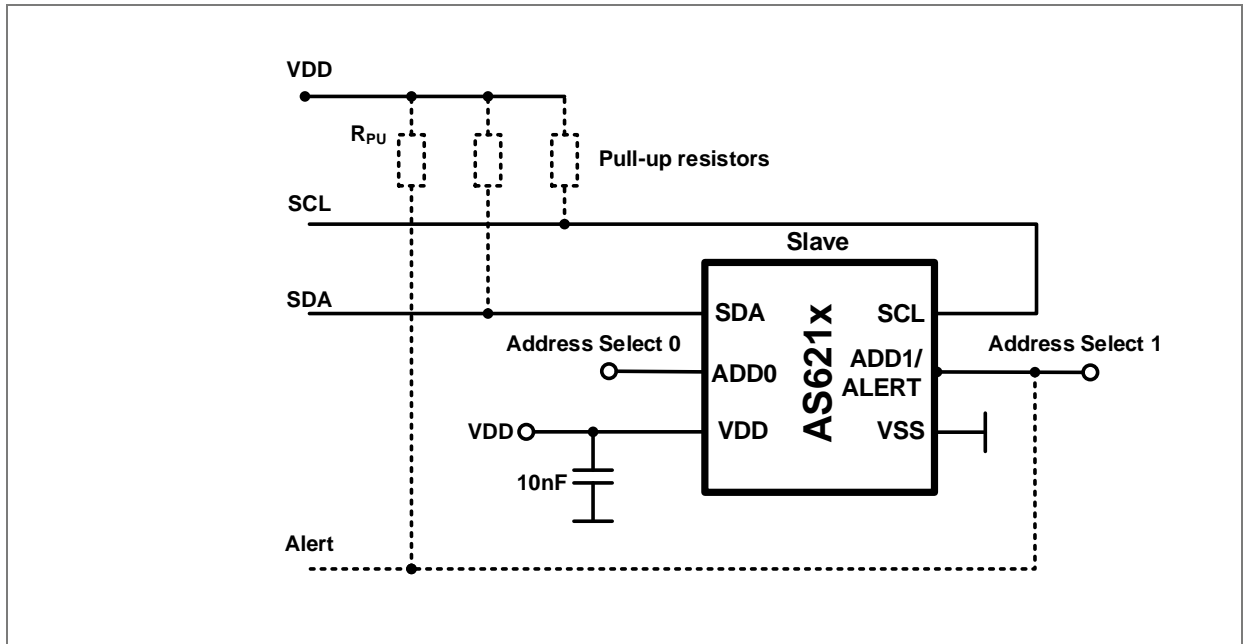 VDD
R_PU
Pull-up resistors
SCL
Slave
SDA
SDA
SCL
Address Select 0
Address Select 1
ADD0
ADD1/
ALERT
AS621x
VDD
VDD
VSS
10nF
Alert